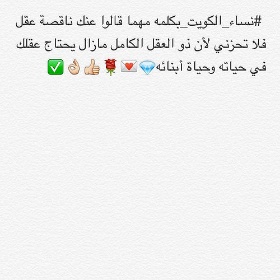 #نساء_الكويت_بكلمه مهما قالوا عنك ناقصة عقل
فلا تحزني لأن ذو العقل الكامل مازال يحتاج عقلك
في حياته وحياة أبنائه💎💌🌹👍🏼👌🏼✅